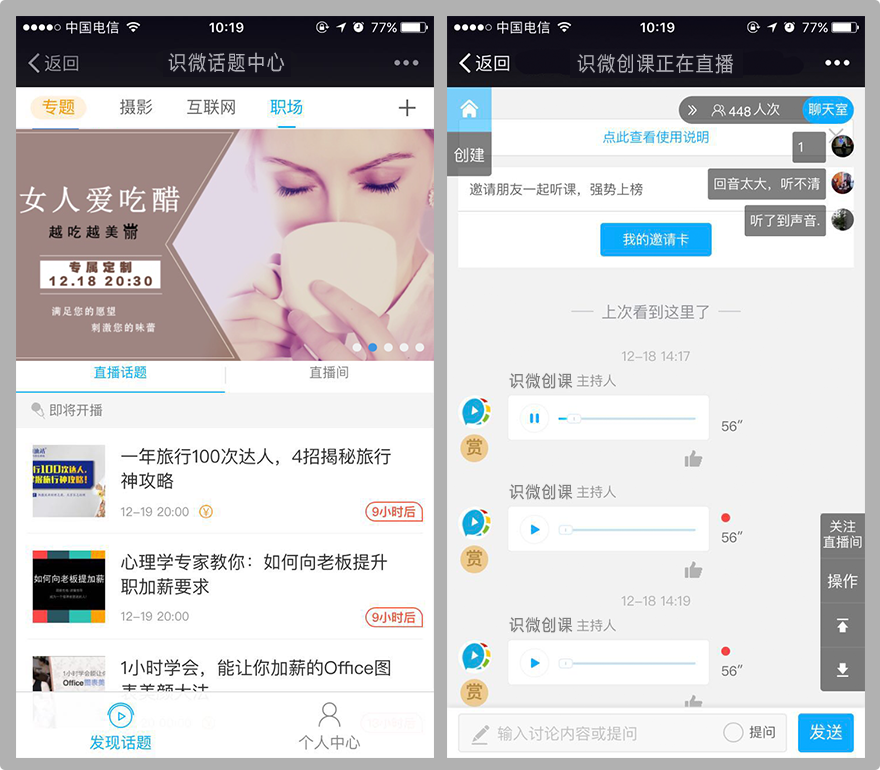 中国电信
10:19
77%
返回
识微话题中心
专题
摄影
互联网
职场
女人爱吃醋
越吃越美丽
专属定制
12.18 20:30
满足您的愿望
刺激您的味蕾
直播话题
直播间
即将开播
一年旅行100次达人，4招揭秘旅行
神攻略
12-19 20:00
9小时后
如何向老板提加薪
心理学专家教你：如何向老板提升
职加薪要求
12-19 20:00
9小时后
1小时学会，能让你加薪的Office图
表美颜大法
发现话题
个人中心
中国电信
10:19
77%
返回
识微创课正在直播
448人次
聊天室
创建
点此查看使用说明
1
邀请朋友一起听课，强势上榜
回音太大，听不清
听了到声音.
我的邀请卡
上次看到这里了
12-18 14:17
识微创课 主持人
赏
56″
识微创课 主持人
赏
56″
关注
直播间
操作
12-18 14:19
识微创课 主持人
赏
56″
输入讨论内容或提问
提问
发送